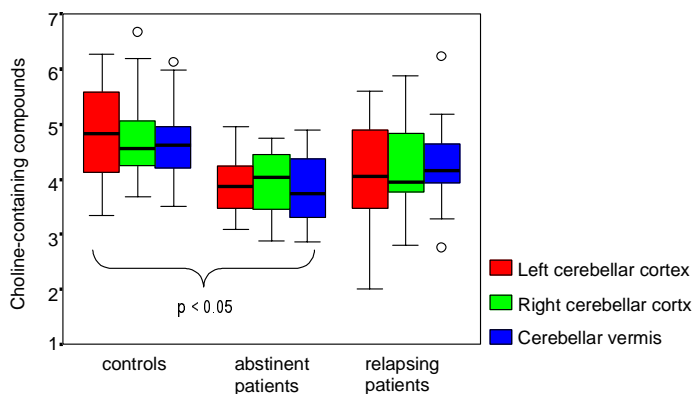 Choline-containing compounds
7
6
5
4
3
2
1
p < 0.05
controls
abstinent
patients
relapsing
patients
Left cerebellar cortex
Right cerebellar cortx
Cerebellar vermis